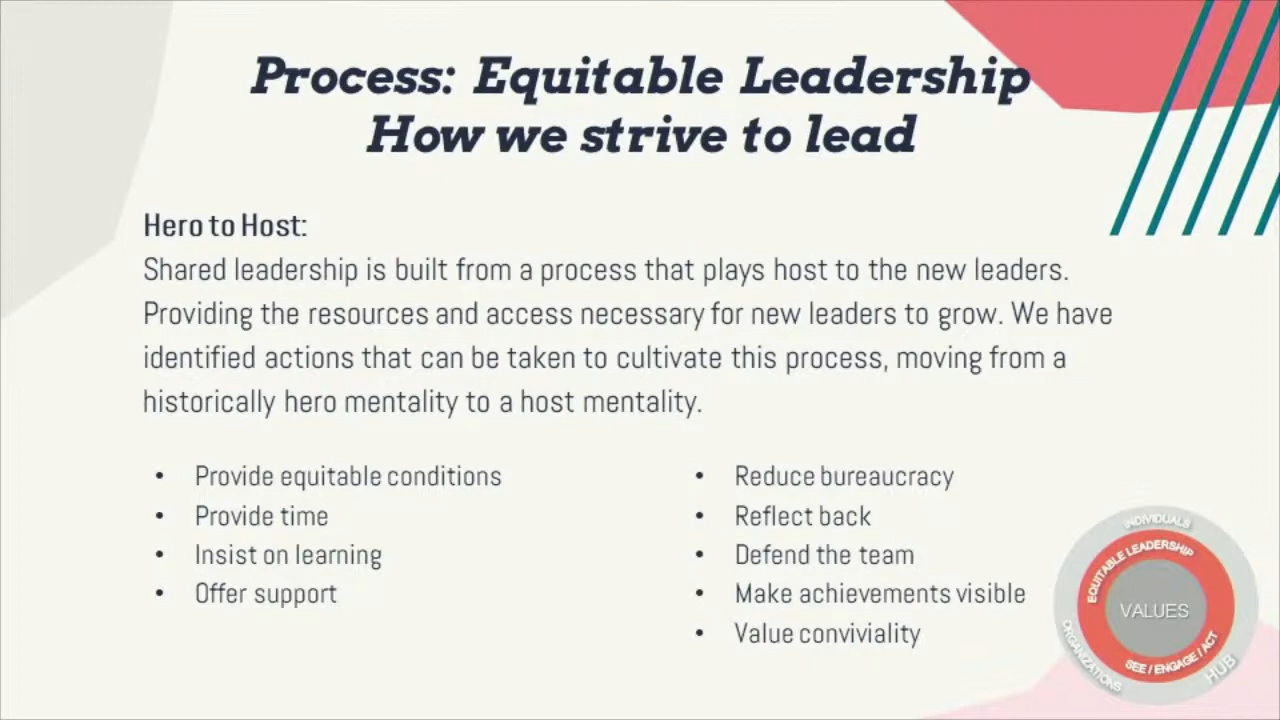 Process: Equitable Leadership
How we strive to lead
Hero to Host:
Shared leadership is built from a process that plays host to the new leaders.
Providing the resources and access necessary for new leaders to grow. We have
identified actions that can be taken to cultivate this process, moving from a
historically hero mentality to a host mentality.
• Provide equitable conditions
• Provide time
• Insist on learning
• Offer support
• Reduce bureaucracy
• Reflect back
• Defend the team
• Make achievements visible
• Value conviviality
INDIVIDUALS
EQUITABLE LEADERSHIP
VALUES
SEE / ENGAGE / ACT
ORGANIZATIONS
HUB